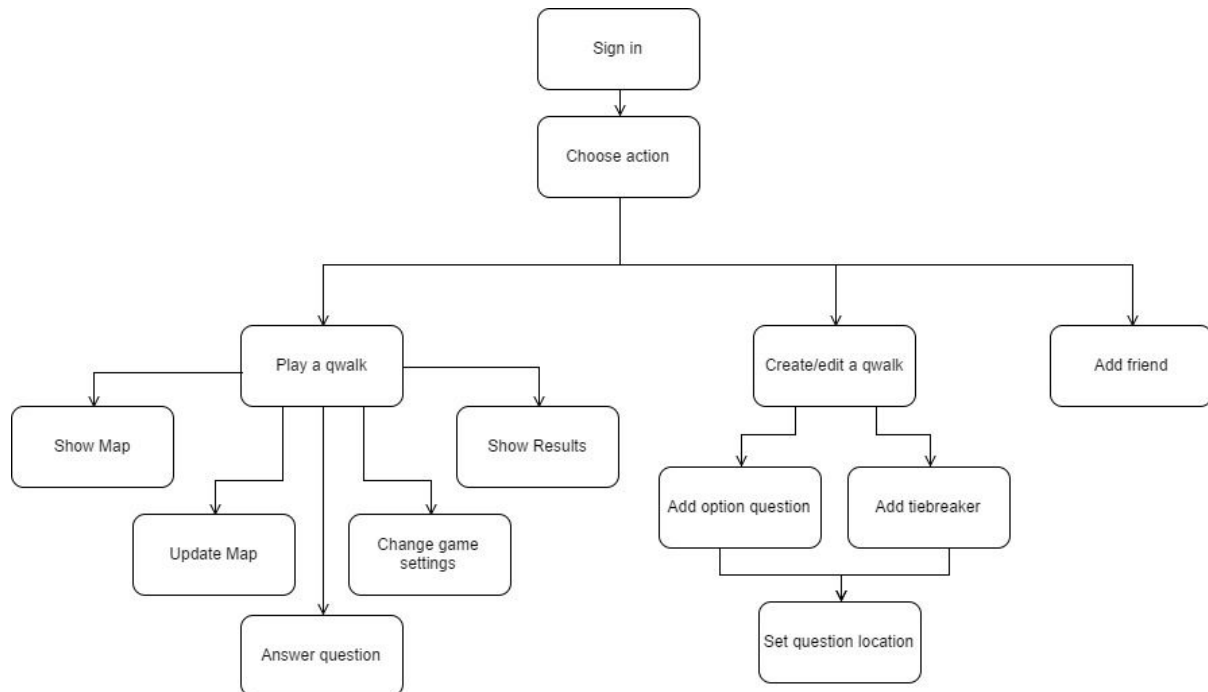 Sign in
Choose action
Play a qwalk
Create/edit a qwalk
Add friend
Show Map
Show Results
Add option question
Add tiebreaker
Update Map
Change game
settings
Answer question
Set question location